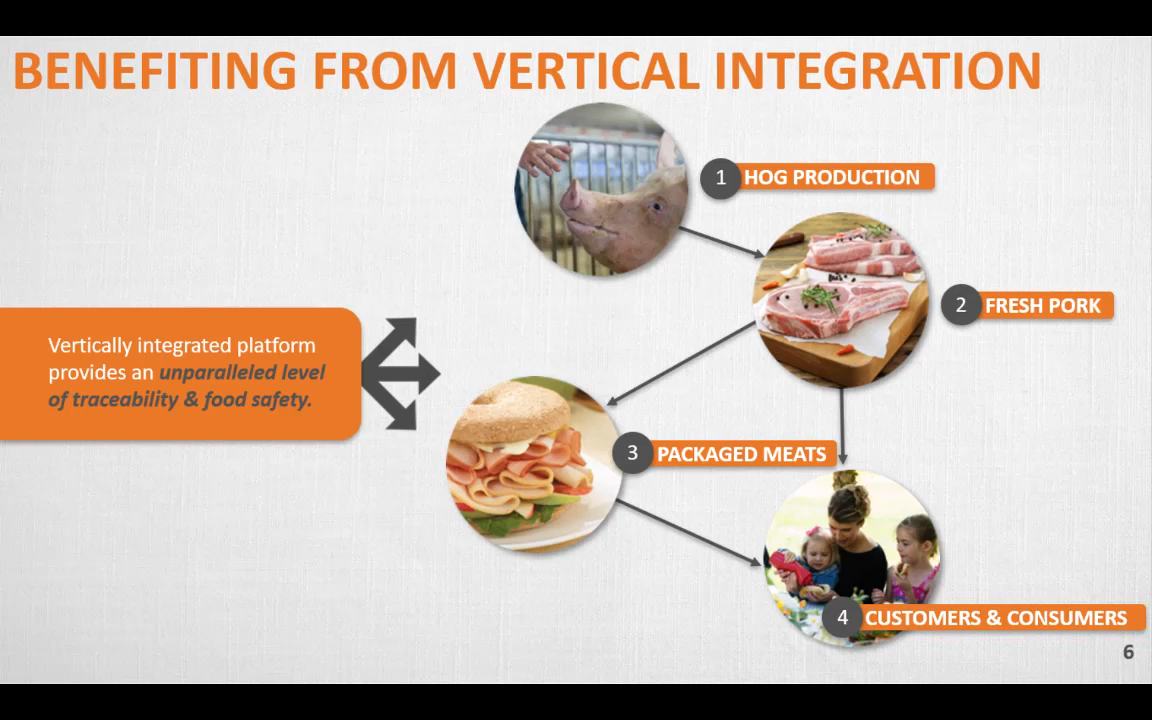 BENEFITING FROM VERTICAL INTEGRATION
1 HOG PRODUCTION
2 FRESH PORK
Vertically integrated platform
provides an unparalleled level
of traceability & food safety.
3 PACKAGED MEATS
4 CUSTOMERS & CONSUMERS
6